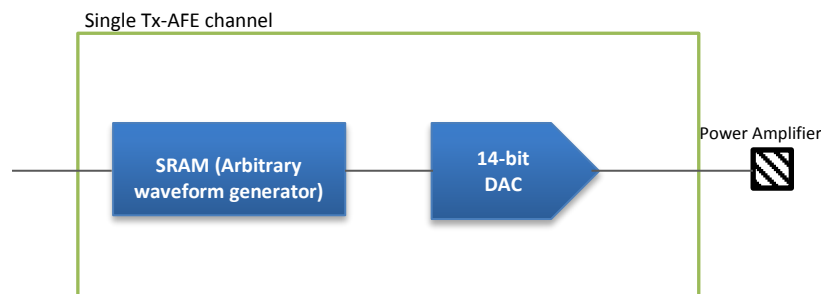 Single Tx-AFE channel
SRAM (Arbitrary
waveform generator)
14-bit
DAC
Power Amplifier